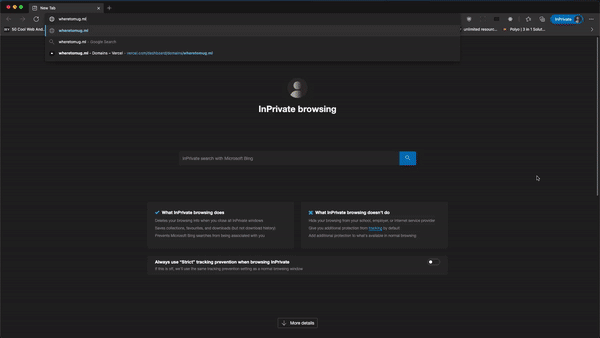 New Tab
wheretomug.ml
InPrivate
wheretomug.ml
wheretomug.ml - Google Search
wheretomug.ml - Domains – Vercel - vercel.com/dashboard/domains/wheretomug.ml
50 Cool Web And...
unlimited resourc...
Polyo | 3 in 1 Solut...
InPrivate browsing
InPrivate search with Microsoft Bing
What InPrivate browsing does
Deletes your browsing info when you close all InPrivate windows
Saves collections, favourites, and downloads (but not download history)
Prevents Microsoft Bing searches from being associated with you
What InPrivate browsing doesn't do
Hide your browsing from your school, employer, or internet service provider
Give you additional protection from tracking by default
Add additional protection to what's available in normal browsing
Always use "Strict" tracking prevention when browsing InPrivate
If this is off, we'll use the same tracking prevention setting as a normal browsing window
More details